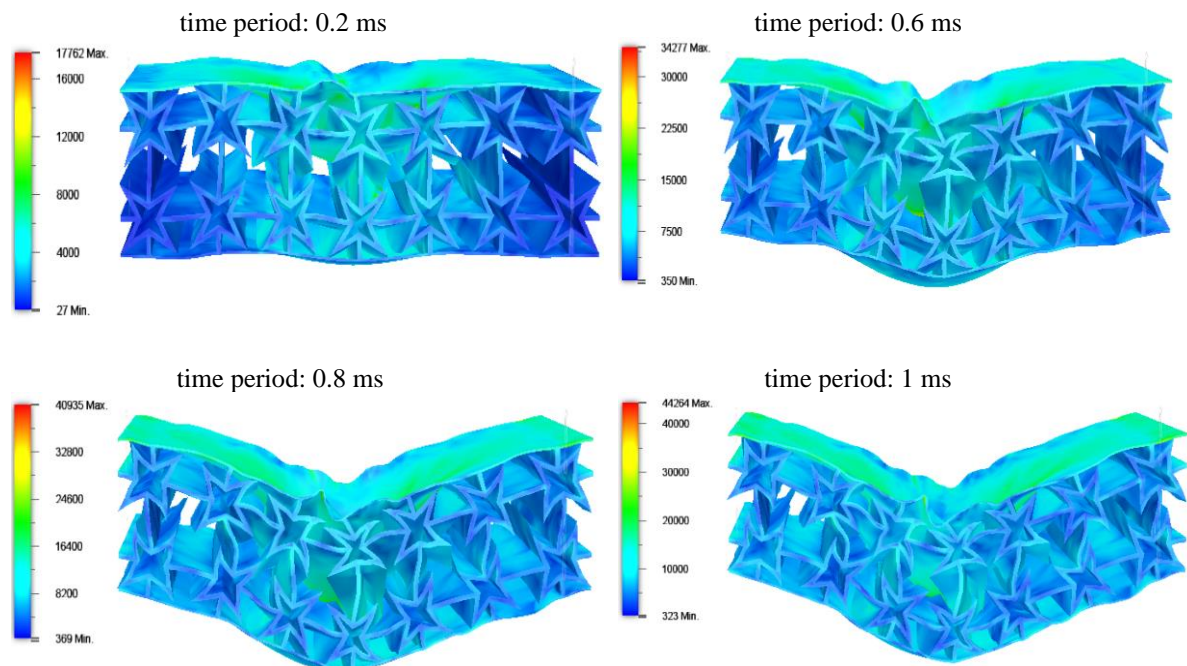 time period: 0.2 ms
17762 Max.
16000
12000
8000
4000
27 Min.
time period: 0.6 ms
34277 Max.
30000
22500
15000
7500
350 Min.
time period: 0.8 ms
40935 Max.
32800
24600
16400
8200
369 Min.
time period: 1 ms
44264 Max.
40000
30000
20000
10000
323 Min.